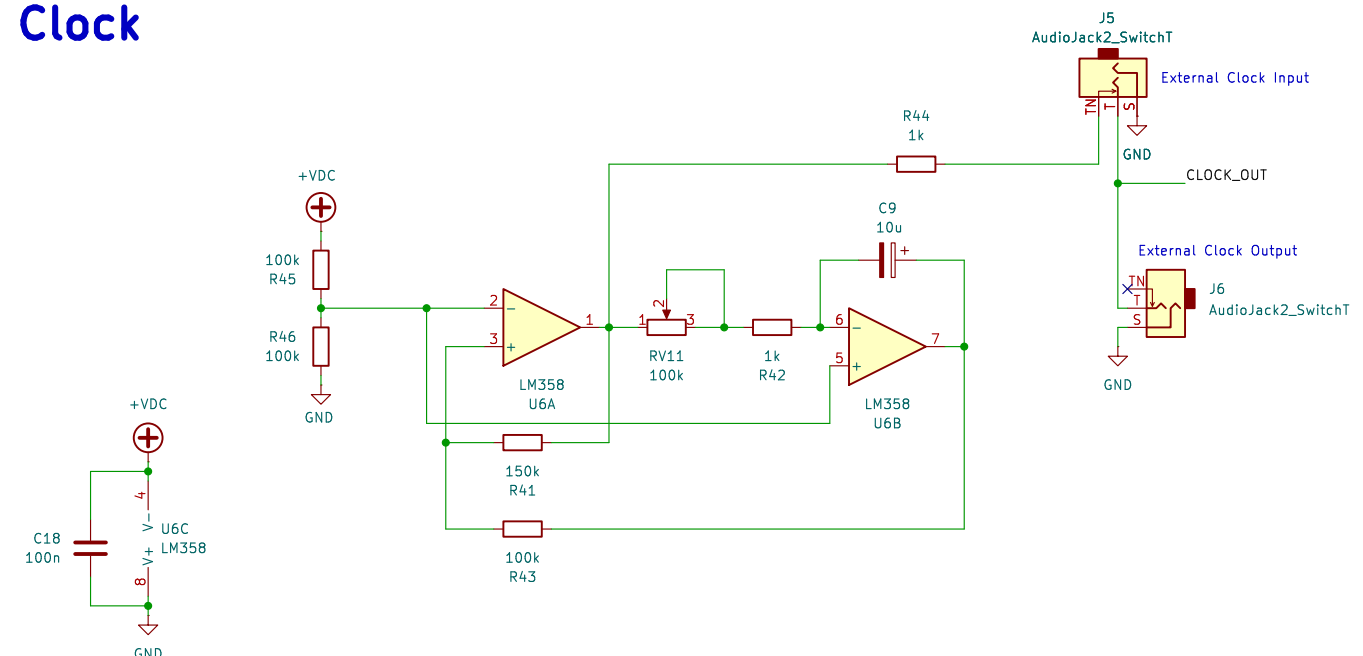 Clock
J5
AudioJack2_SwitchT
External Clock Input
TN
T
S
GND
R44
1k
CLOCK_OUT
+VDC
C9
10u
+
External Clock Output
100k
R45
TN
T
S
J6
AudioJack2_SwitchT
GND
2
−
3
+
1
LM358
U6A
1
2
3
RV11
100k
1k
R42
6
−
5
+
7
LM358
U6B
R46
100k
GND
+VDC
150k
R41
100k
R43
4
V−
U6C
LM358
V+
8
C18
100n
GND